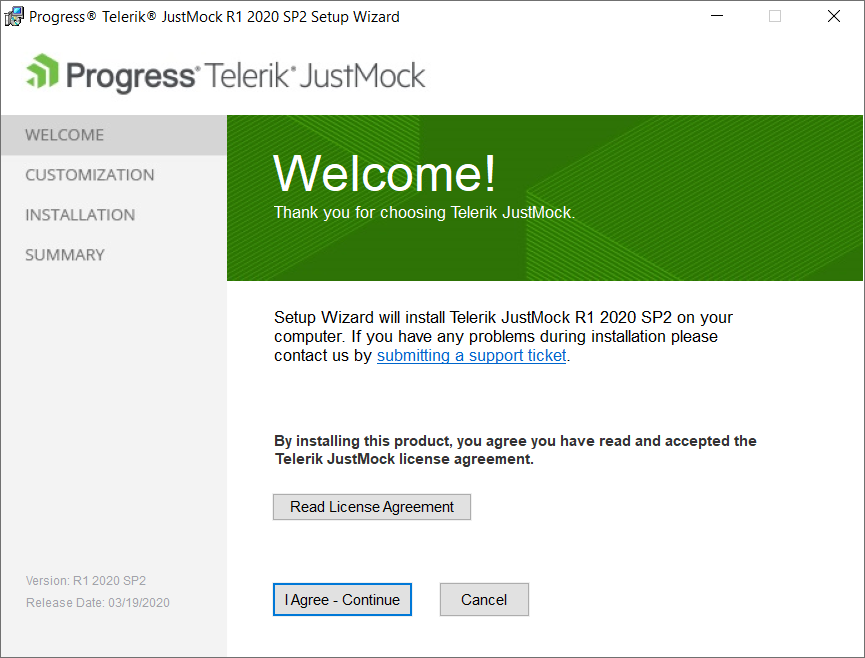 Progress® Telerik® JustMock R1 2020 SP2 Setup Wizard
Progress® Telerik® JustMock
WELCOME
CUSTOMIZATION
INSTALLATION
SUMMARY
Welcome!
Thank you for choosing Telerik JustMock.
Setup Wizard will install Telerik JustMock R1 2020 SP2 on your
computer. If you have any problems during installation please
contact us by submitting a support ticket.
By installing this product, you agree you have read and accepted the
Telerik JustMock license agreement.
Read License Agreement
Version: R1 2020 SP2
Release Date: 03/19/2020
I Agree - Continue
Cancel